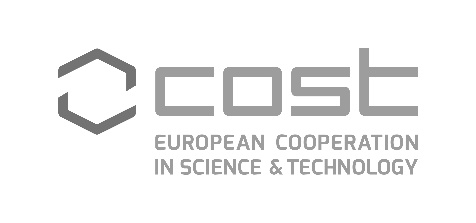 cost
EUROPEAN COOPERATION
IN SCIENCE & TECHNOLOGY